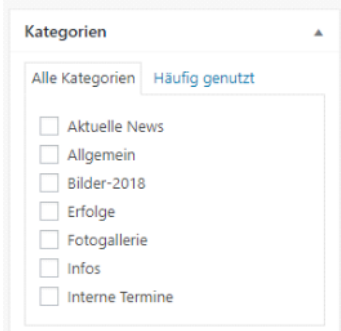 Kategorien
Alle Kategorien Häufig genutzt
Aktuelle News
Allgemein
Bilder-2018
Erfolge
Fotogallerie
Infos
Interne Termine